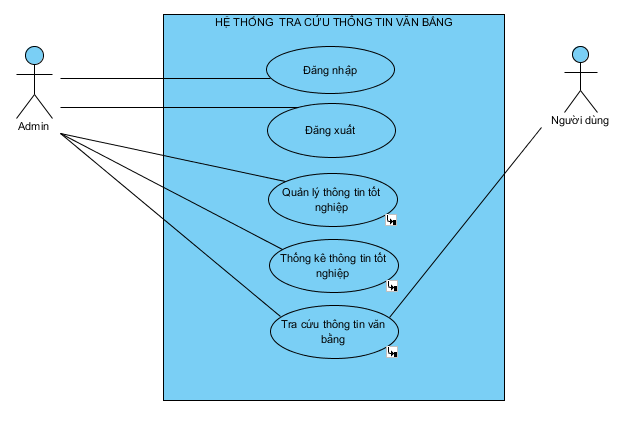 HỆ THỐNG TRA CỨU THÔNG TIN VĂN BẰNG
Đăng nhập
Admin
Người dùng
Đăng xuất
Quản lý thông tin tốt
nghiệp
Thống kê thông tin tốt
nghiệp
Tra cứu thông tin văn
bằng